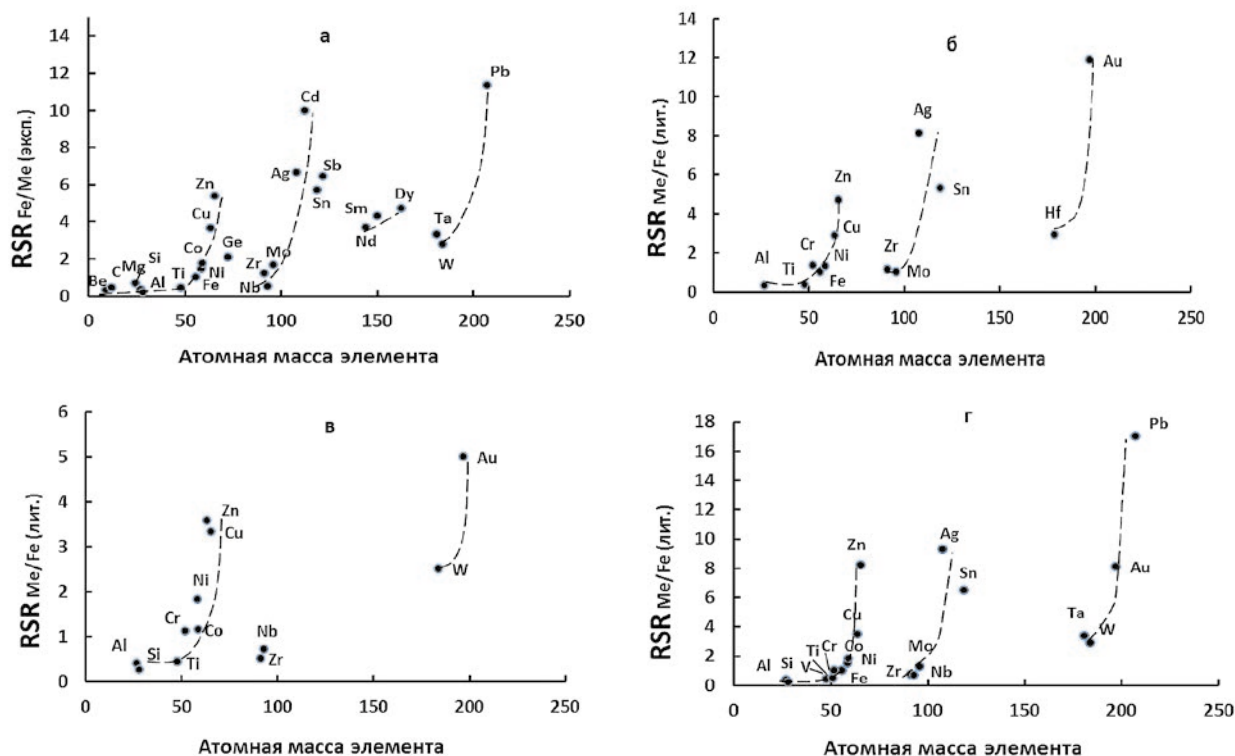 а
RSR Fe/Me (эксп.)
14
12
10
8
6
4
2
0
Pb
Cd
Ag
Sb
Zn
Sn
Cu
Sm
Dy
Nd
Ta
W
Co
Ge
Mo
Zr
Si
Mg
C
Be
Al
Ti
Ni
Fe
Nb
0 50 100 150 200 250
Атомная масса элемента
б
RSR Me/Fe (лит.)
14
12
10
8
6
4
2
0
Au
Ag
Zn
Sn
Cu
Hf
Cr
Ni
Zr
Al
Ti
Fe
Mo
0 50 100 150 200 250
Атомная масса элемента
в
RSR Me/Fe (лит.)
6
5
4
3
2
1
0
Au
Zn
Cu
W
Ni
Cr
Co
Nb
Al
Si
Ti
Zr
0 50 100 150 200 250
Атомная масса элемента
г
RSR Me/Fe (лит.)
18
16
14
12
10
8
6
4
2
0
Pb
Ag
Zn
Sn
Au
Cu
Ta
W
Ti
Cr
Co
Mo
Al
Si
V
Fe
Ni
Zr
Nb
0 50 100 150 200 250
Атомная масса элемента